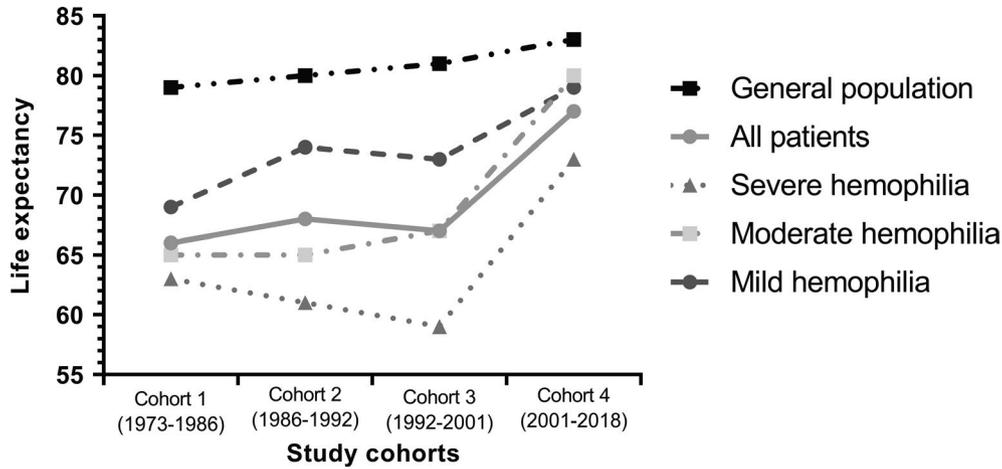 85
80
75
70
65
60
55
Life expectancy
Cohort 1
(1973-1986)
Cohort 2
(1986-1992)
Cohort 3
(1992-2001)
Cohort 4
(2001-2018)
Study cohorts
General population
All patients
Severe hemophilia
Moderate hemophilia
Mild hemophilia